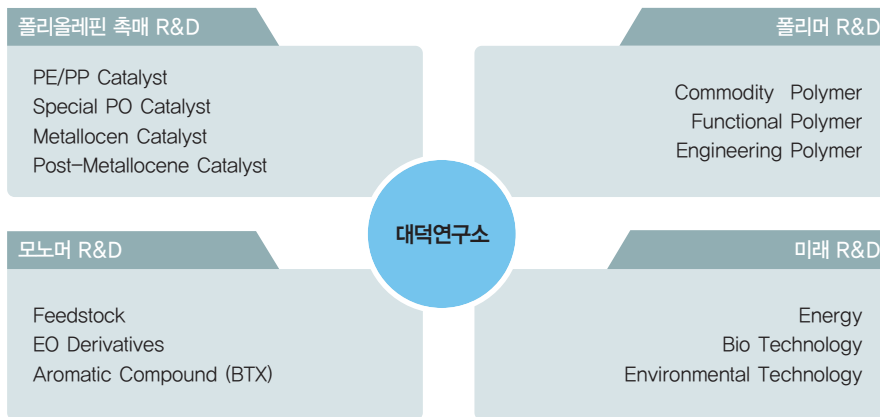 폴리올레핀 촉매 R&D
PE/PP Catalyst
Special PO Catalyst
Metallocen Catalyst
Post-Metallocene Catalyst
폴리머 R&D
Commodity Polymer
Functional Polymer
Engineering Polymer
대덕연구소
모노머 R&D
Feedstock
EO Derivatives
Aromatic Compound (BTX)
미래 R&D
Energy
Bio Technology
Environmental Technology